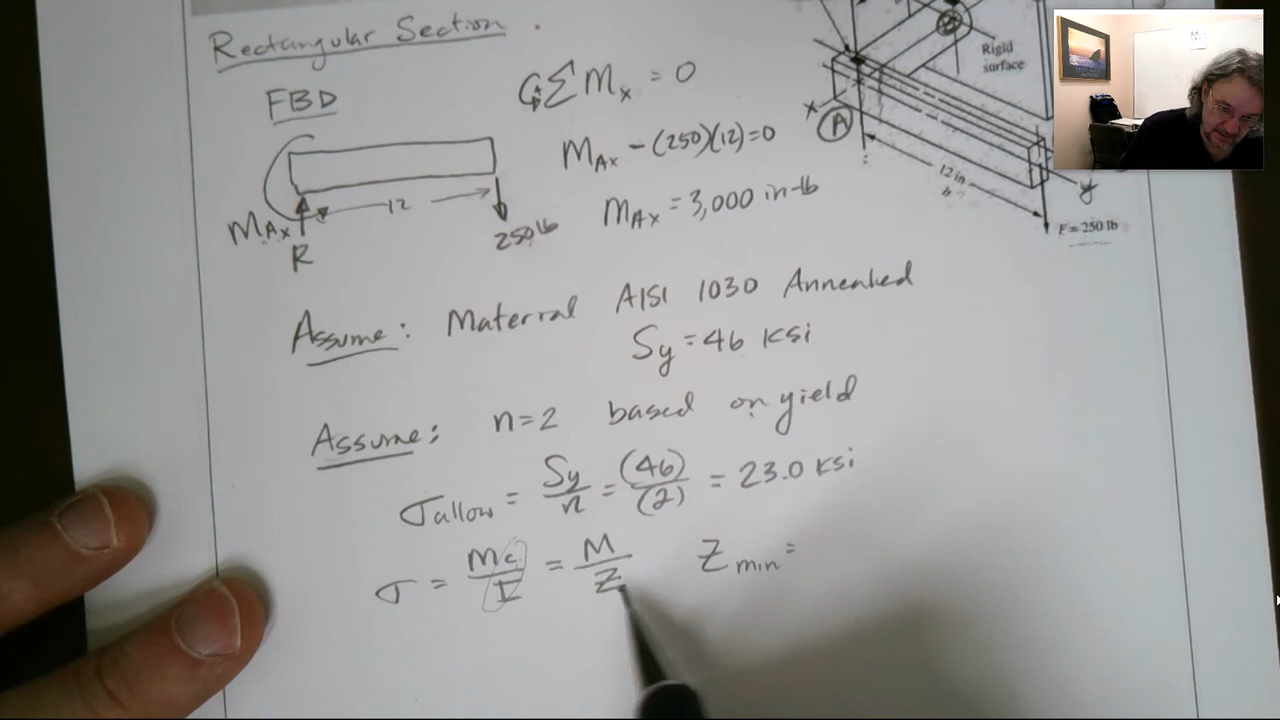 Rectangular Section.
FBD
∑ Mx = 0
MAx - (250)(12) = 0
MAx = 3,000 in-lb
12
MAx
R
250 lb
Rigid
surface
x
A
12 in
y
F = 250 lb
Assume: Material AISI 1030 Annealed
Sy = 46 ksi
Assume: n=2 based on yield
σallow = Sy/n = (46)/(2) = 23.0 ksi
σ = Mc/I = M/Z Zmin =